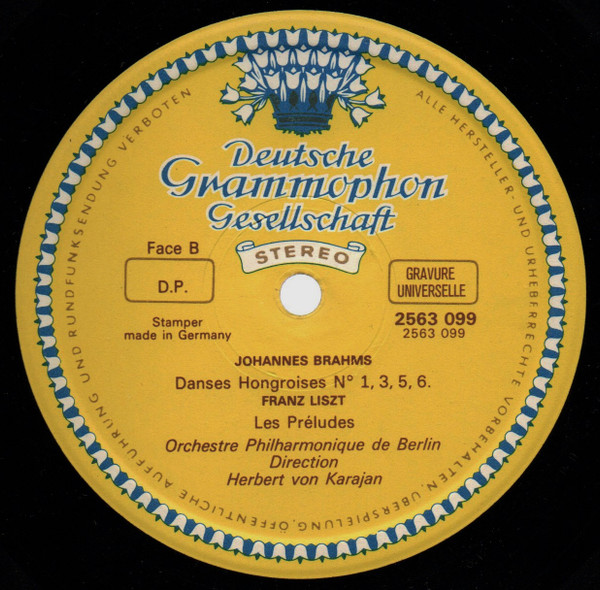 Deutsche
Grammophon
Gesellschaft
STEREO
Face B
D.P.
Stamper
made in Germany
GRAVURE
UNIVERSELLE
2563 099
2563 099
JOHANNES BRAHMS
Danses Hongroises N° 1, 3, 5, 6.
FRANZ LISZT
Les Préludes
Orchestre Philharmonique de Berlin
Direction
Herbert von Karajan
ALLE HERSTELLER- UND URHEBERRECHTE VORBEHALTEN. ÜBERSPIELUNG, ÖFFENTLICHE AUFFÜHRUNG UND RUNDFUNKSENDUNG VERBOTEN